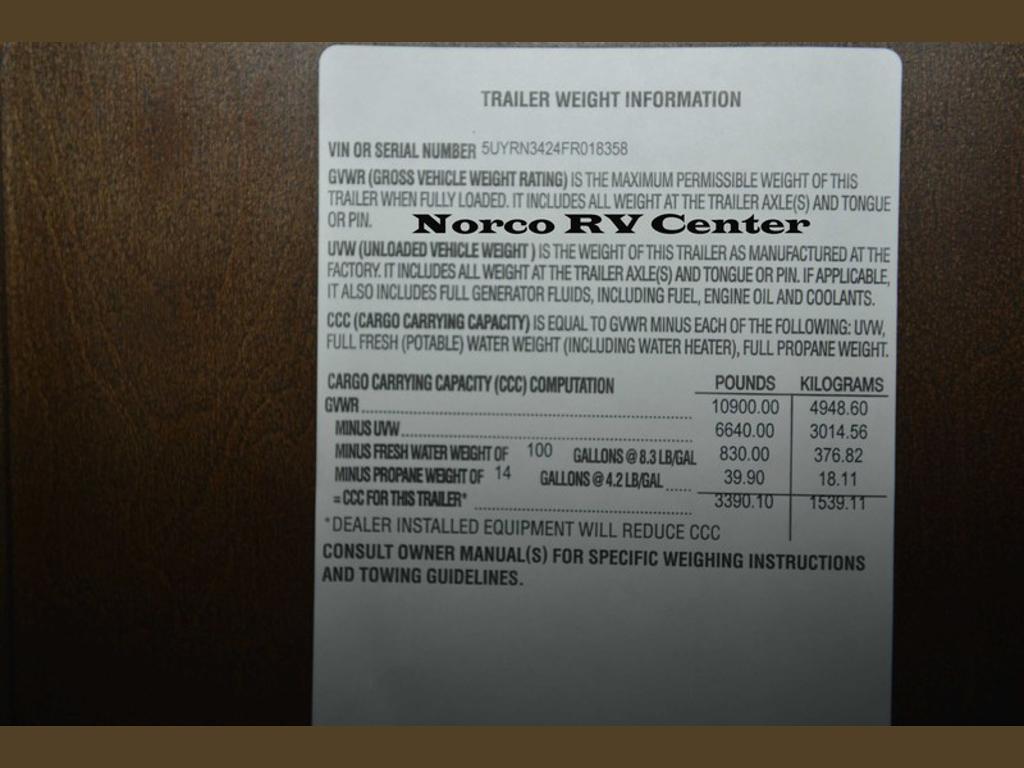 TRAILER WEIGHT INFORMATION
VIN OR SERIAL NUMBER 5UYRN3424FR018358
GVWR (GROSS VEHICLE WEIGHT RATING) IS THE MAXIMUM PERMISSIBLE WEIGHT OF THIS
TRAILER WHEN FULLY LOADED. IT INCLUDES ALL WEIGHT AT THE TRAILER AXLE(S) AND TONGUE
OR PIN.
Norco RV Center
UVW (UNLOADED VEHICLE WEIGHT ) IS THE WEIGHT OF THIS TRAILER AS MANUFACTURED AT THE
FACTORY. IT INCLUDES ALL WEIGHT AT THE TRAILER AXLE(S) AND TONGUE OR PIN. IF APPLICABLE,
IT ALSO INCLUDES FULL GENERATOR FLUIDS, INCLUDING FUEL, ENGINE OIL AND COOLANTS.
CCC (CARGO CARRYING CAPACITY) IS EQUAL TO GVWR MINUS EACH OF THE FOLLOWING: UVW,
FULL FRESH (POTABLE) WATER WEIGHT (INCLUDING WATER HEATER), FULL PROPANE WEIGHT.
CARGO CARRYING CAPACITY (CCC) COMPUTATION POUNDS KILOGRAMS
GVWR 10900.00 4948.60
MINUS UVW 6640.00 3014.56
MINUS FRESH WATER WEIGHT OF 100 GALLONS @ 8.3 LB/GAL 830.00 376.82
MINUS PROPANE WEIGHT OF 14 GALLONS @ 4.2 LB/GAL 39.90 18.11
= CCC FOR THIS TRAILER* 3390.10 1539.11
*DEALER INSTALLED EQUIPMENT WILL REDUCE CCC
CONSULT OWNER MANUAL(S) FOR SPECIFIC WEIGHING INSTRUCTIONS
AND TOWING GUIDELINES.